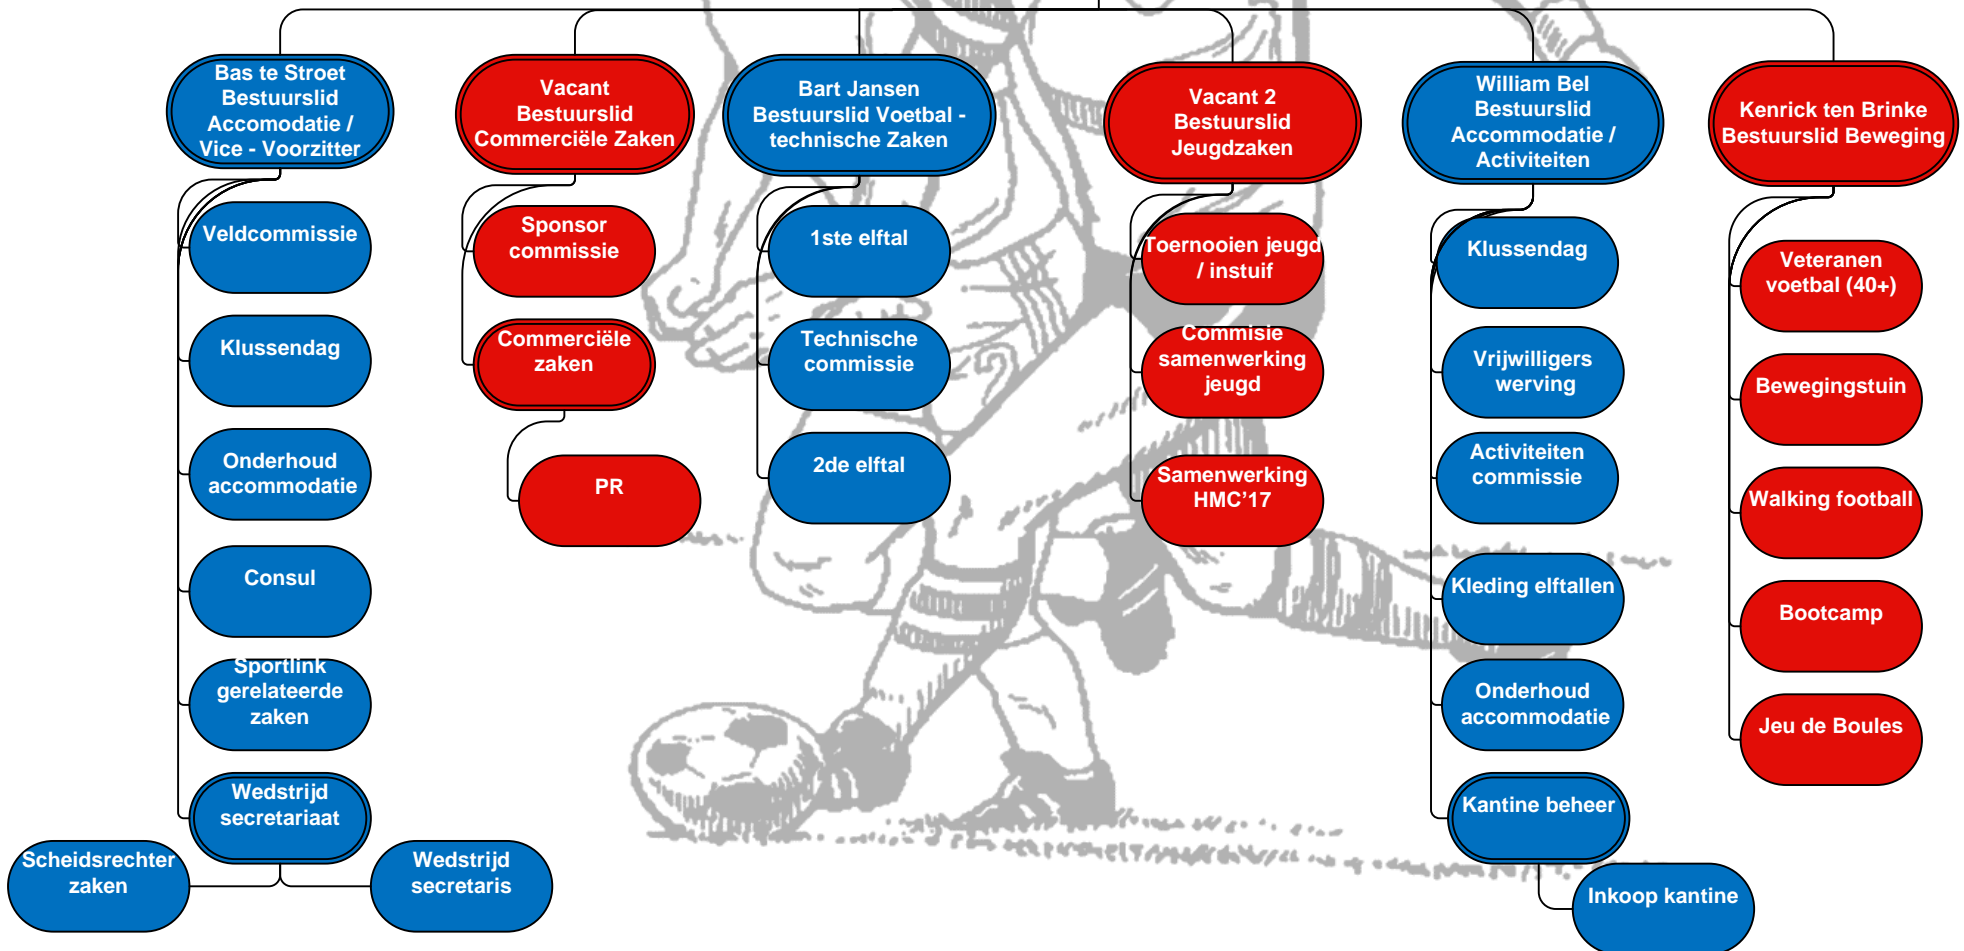 Bas te Stroet
Bestuurslid
Accomodatie /
Vice - Voorzitter
Veldcommissie
Klussendag
Onderhoud
accommodatie
Consul
Sportlink
gerelateerde
zaken
Wedstrijd
secretariaat
Scheidsrechter
zaken
Wedstrijd
secretaris
Vacant
Bestuurslid
Commerciële Zaken
Sponsor
commissie
Commerciële
zaken
PR
Bart Jansen
Bestuurslid Voetbal -
technische Zaken
1ste elftal
Technische
commissie
2de elftal
Vacant 2
Bestuurslid
Jeugdzaken
Toernooien jeugd
/ instuif
Commisie
samenwerking
jeugd
Samenwerking
HMC'17
William Bel
Bestuurslid
Accommodatie /
Activiteiten
Klussendag
Vrijwilligers
werving
Activiteiten
commissie
Kleding elftallen
Onderhoud
accommodatie
Kantine beheer
Inkoop kantine
Kenrick ten Brinke
Bestuurslid Beweging
Veteranen
voetbal (40+)
Bewegingstuin
Walking football
Bootcamp
Jeu de Boules